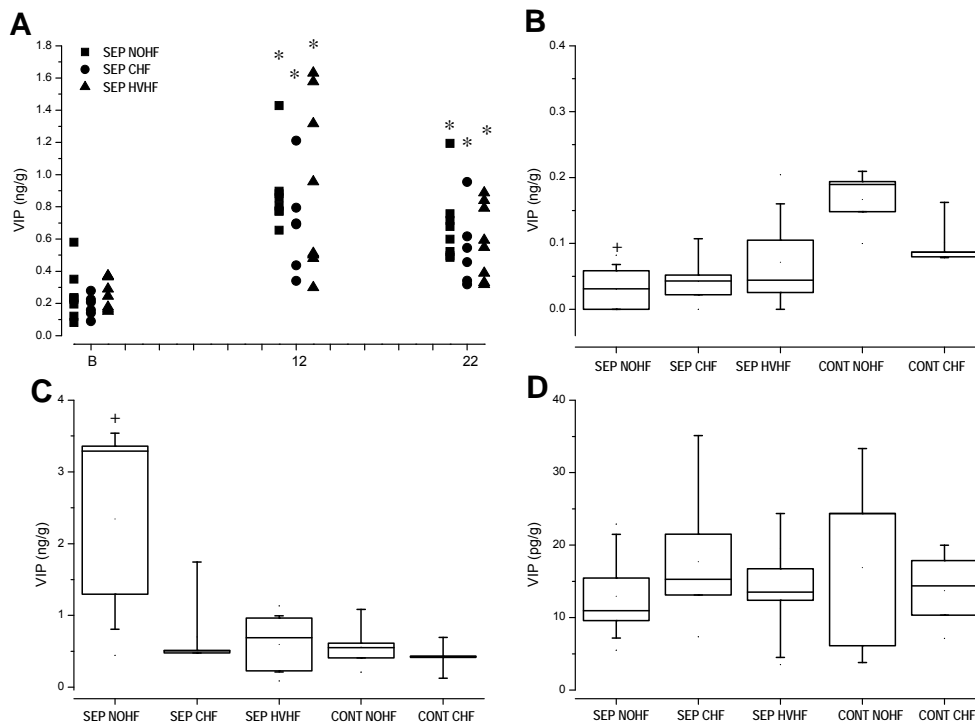 A
SEP NOHF
SEP CHF
SEP HVHF
VIP (ng/g)
1.8
1.6
1.4
1.2
1.0
0.8
0.6
0.4
0.2
0.0
* * *
* * *
B 12 22
B
VIP (ng/g)
0.4
0.3
0.2
0.1
0.0
+
SEP NOHF SEP CHF SEP HVHF CONT NOHF CONT CHF
C
VIP (ng/g)
4
3
2
1
0
+
SEP NOHF SEP CHF SEP HVHF CONT NOHF CONT CHF
D
VIP (pg/g)
40
30
20
10
0
SEP NOHF SEP CHF SEP HVHF CONT NOHF CONT CHF